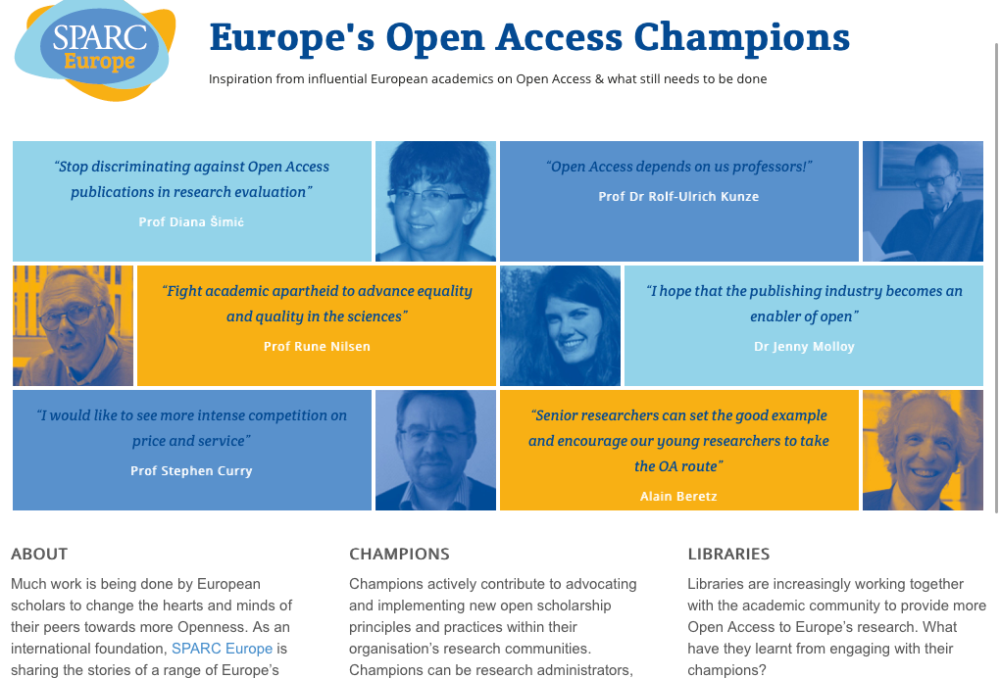 SPARC
Europe
Europe's Open Access Champions
Inspiration from influential European academics on Open Access & what still needs to be done
“Stop discriminating against Open Access
publications in research evaluation”
Prof Diana Šimić
“Open Access depends on us professors!”
Prof Dr Rolf-Ulrich Kunze
“Fight academic apartheid to advance equality
and quality in the sciences”
Prof Rune Nilsen
“I hope that the publishing industry becomes an
enabler of open”
Dr Jenny Molloy
“I would like to see more intense competition on
price and service”
Prof Stephen Curry
“Senior researchers can set the good example
and encourage our young researchers to take
the OA route”
Alain Beretz
ABOUT
Much work is being done by European
scholars to change the hearts and minds of
their peers towards more Openness. As an
international foundation, SPARC Europe is
sharing the stories of a range of Europe’s
CHAMPIONS
Champions actively contribute to advocating
and implementing new open scholarship
principles and practices within their
organisation’s research communities.
Champions can be research administrators,
LIBRARIES
Libraries are increasingly working together
with the academic community to provide more
Open Access to Europe’s research. What
have they learnt from engaging with their
champions?